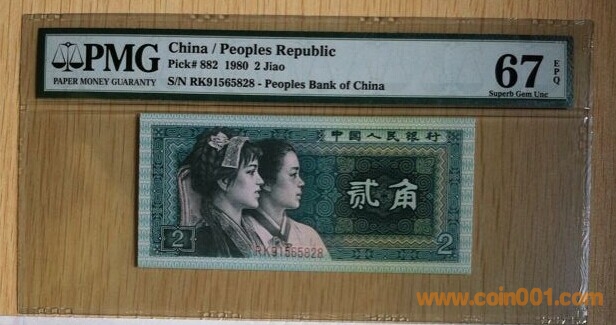 PMG
PAPER MONEY GUARANTY
China / Peoples Republic
Pick# 882 1980 2 Jiao
S/N RK91565828 - Peoples Bank of China
67 EPQ
Superb Gem Unc
中国人民银行
贰角
2
RK91565828
2
www.coin001.com